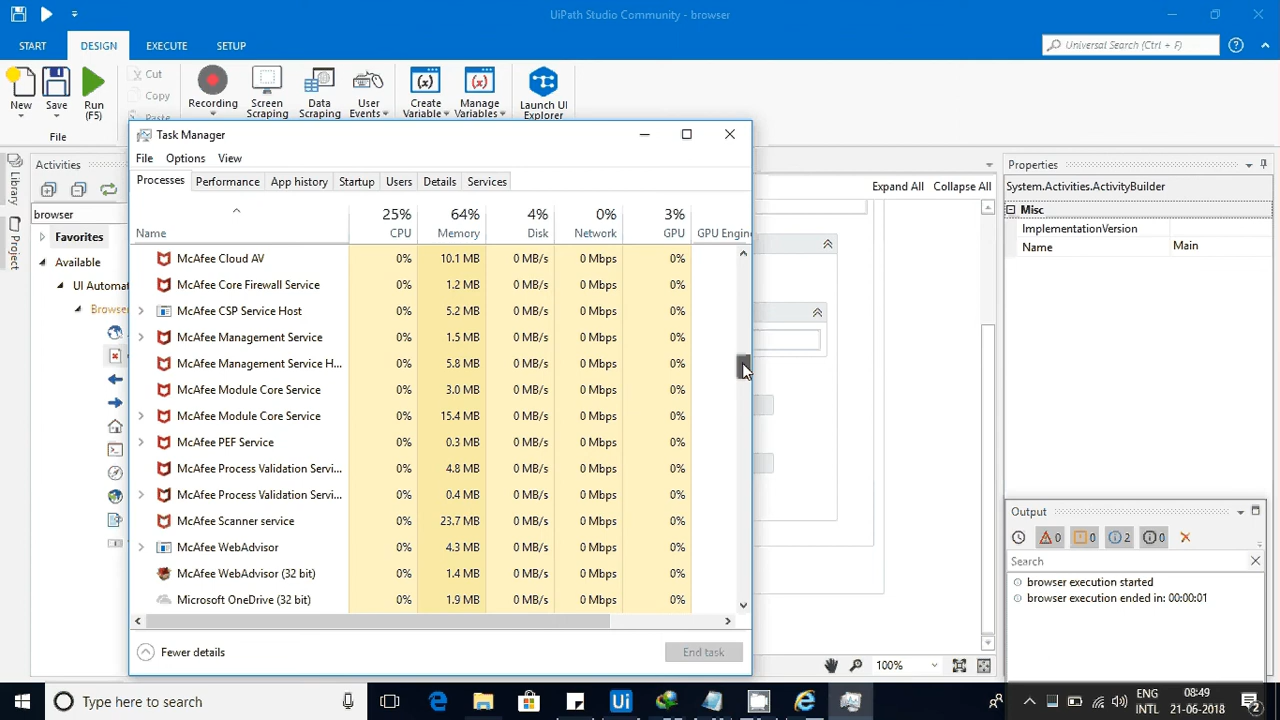 UiPath Studio Community - browser
START DESIGN EXECUTE SETUP
Universal Search (Ctrl + F)
New Save Run (F5) Cut Copy Paste Recording Screen Scraping Data Scraping User Events Create Variable Manage Variables Launch UI Explorer
File
Task Manager
File Options View
Processes Performance App history Startup Users Details Services
25% 64% 4% 0% 3%
Name CPU Memory Disk Network GPU GPU Engin
McAfee Cloud AV 0% 10.1 MB 0 MB/s 0 Mbps 0%
McAfee Core Firewall Service 0% 1.2 MB 0 MB/s 0 Mbps 0%
McAfee CSP Service Host 0% 5.2 MB 0 MB/s 0 Mbps 0%
McAfee Management Service 0% 1.5 MB 0 MB/s 0 Mbps 0%
McAfee Management Service H... 0% 5.8 MB 0 MB/s 0 Mbps 0%
McAfee Module Core Service 0% 3.0 MB 0 MB/s 0 Mbps 0%
McAfee Module Core Service 0% 15.4 MB 0 MB/s 0 Mbps 0%
McAfee PEF Service 0% 0.3 MB 0 MB/s 0 Mbps 0%
McAfee Process Validation Servi... 0% 4.8 MB 0 MB/s 0 Mbps 0%
McAfee Process Validation Servi... 0% 0.4 MB 0 MB/s 0 Mbps 0%
McAfee Scanner service 0% 23.7 MB 0 MB/s 0 Mbps 0%
McAfee WebAdvisor 0% 4.3 MB 0 MB/s 0 Mbps 0%
McAfee WebAdvisor (32 bit) 0% 1.4 MB 0 MB/s 0 Mbps 0%
Microsoft OneDrive (32 bit) 0% 1.9 MB 0 MB/s 0 Mbps 0%
Fewer details End task
Library
Project
Activities
browser
Favorites
Available
UI Automa
Browser
Expand All Collapse All
100%
Properties
System.Activities.ActivityBuilder
Misc
ImplementationVersion
Name Main
Output
0 0 2 0
Search
browser execution started
browser execution ended in: 00:00:01
Type here to search
Ui
ENG 08:49
INTL 21-06-2018
2